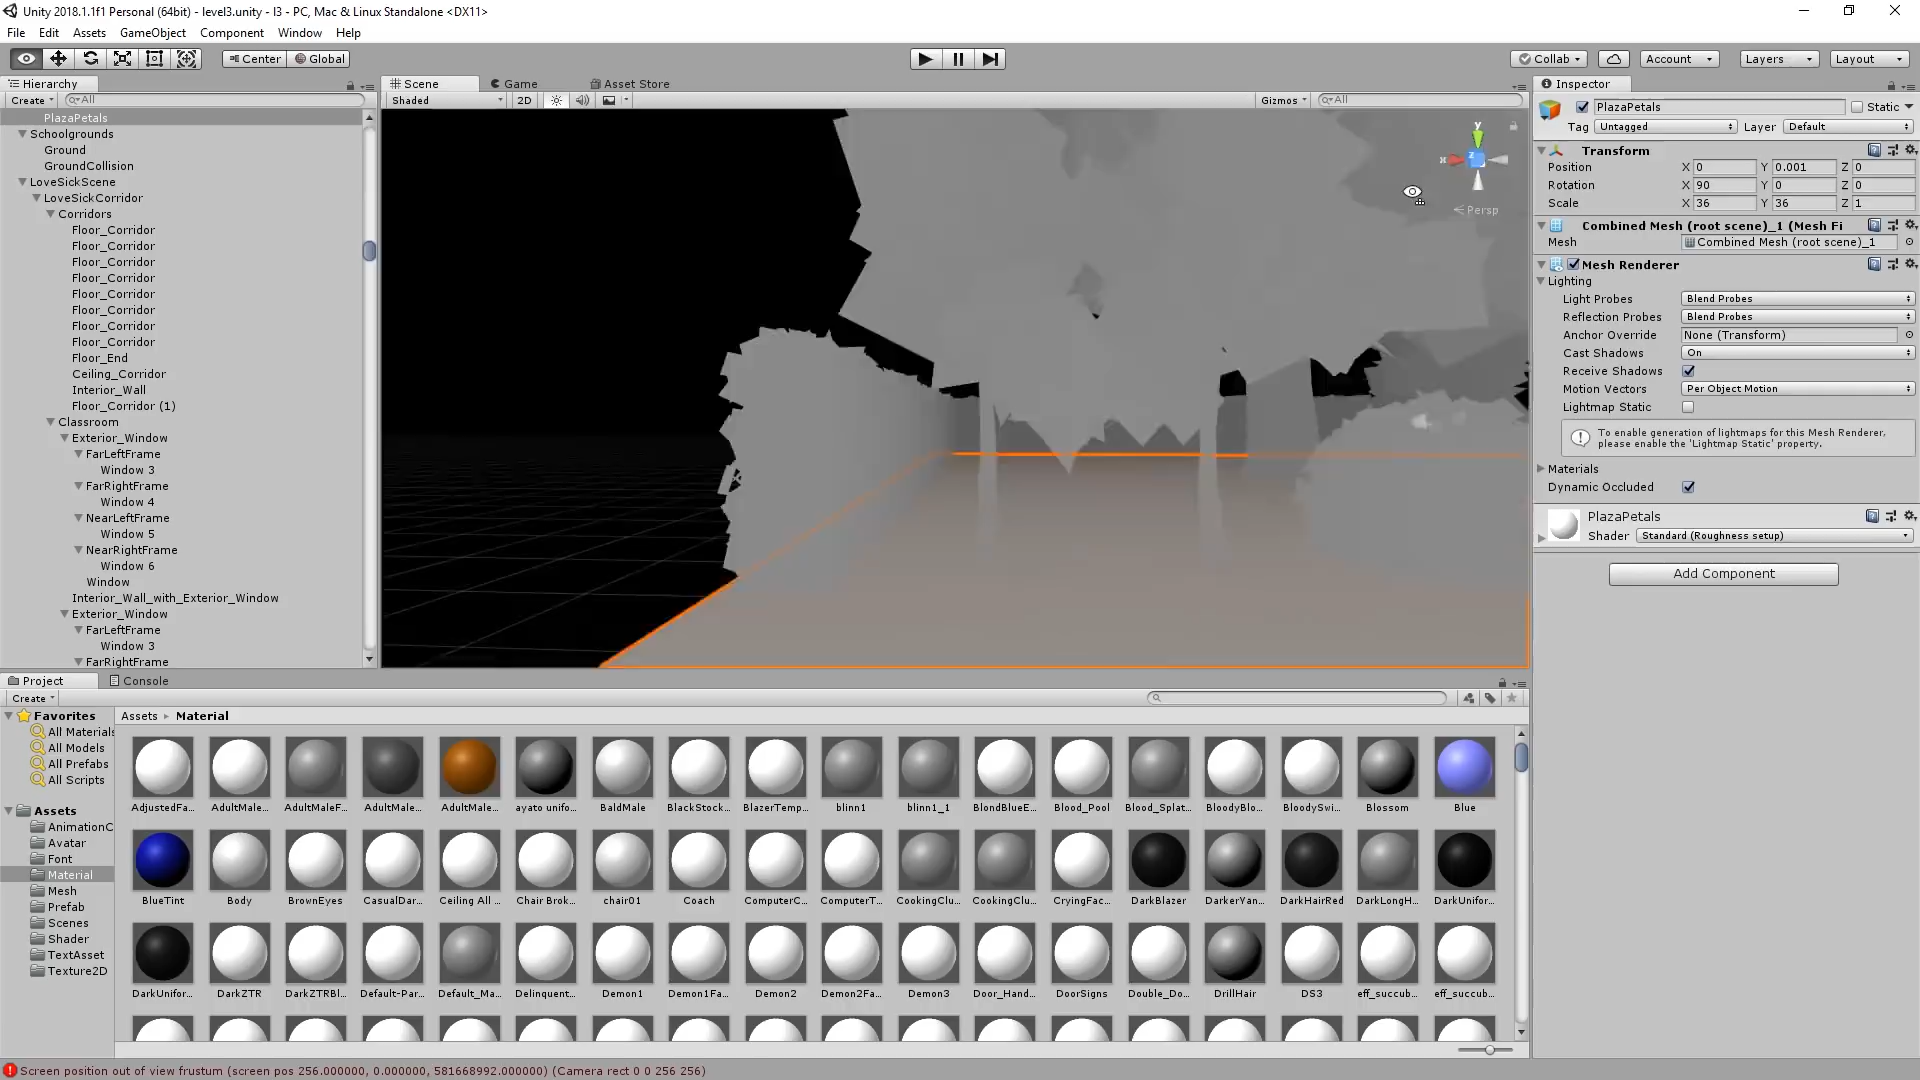 Unity 2018.1.1f1 Personal (64bit) - level3.unity - l3 - PC, Mac & Linux Standalone <DX11>
File Edit Assets GameObject Component Window Help
Center Global Collab Account Layers Layout
Hierarchy
Create All
PlazaPetals
Schoolgrounds
Ground
GroundCollision
LoveSickScene
LoveSickCorridor
Corridors
Floor_Corridor
Floor_Corridor
Floor_Corridor
Floor_Corridor
Floor_Corridor
Floor_Corridor
Floor_Corridor
Floor_Corridor
Floor_End
Ceiling_Corridor
Interior_Wall
Floor_Corridor (1)
Classroom
Exterior_Window
FarLeftFrame
Window 3
FarRightFrame
Window 4
NearLeftFrame
Window 5
NearRightFrame
Window 6
Window
Interior_Wall_with_Exterior_Window
Exterior_Window
FarLeftFrame
Window 3
FarRightFrame
Scene Game Asset Store
Shaded 2D Gizmos All
y
x
z
Persp
Inspector
PlazaPetals Static
Tag Untagged Layer Default
Transform
Position X 0 Y 0.001 Z 0
Rotation X 90 Y 0 Z 0
Scale X 36 Y 36 Z 1
Combined Mesh (root scene)_1 (Mesh Fi
Mesh Combined Mesh (root scene)_1
Mesh Renderer
Lighting
Light Probes Blend Probes
Reflection Probes Blend Probes
Anchor Override None (Transform)
Cast Shadows On
Receive Shadows
Motion Vectors Per Object Motion
Lightmap Static
To enable generation of lightmaps for this Mesh Renderer,
please enable the 'Lightmap Static' property.
Materials
Dynamic Occluded
PlazaPetals
Shader Standard (Roughness setup)
Add Component
Project Console
Create
Favorites
All Materials
All Models
All Prefabs
All Scripts
Assets
AnimationC
Avatar
Font
Material
Mesh
Prefab
Scenes
Shader
TextAsset
Texture2D
Assets Material
AdjustedFa... AdultMale... AdultMaleF... AdultMale... AdultMale... ayato unifo... BaldMale BlackStock... BlazerTemp... blinn1 blinn1_1 BlondBlueE... Blood_Pool Blood_Splat... BloodyBlo... BloodySwi... Blossom Blue
BlueTint Body BrownEyes CasualDar... Ceiling All ... Chair Brok... chair01 Coach ComputerC... ComputerT... CookingClu... CookingClu... CryingFac... DarkBlazer DarkerYan... DarkHairRed DarkLongH... DarkUnifor...
DarkUnifor... DarkZTR DarkZTRBl... Default-Par... Default_Ma... Delinquent... Demon1 Demon1Fa... Demon2 Demon2Fa... Demon3 Door_Hand... DoorSigns Double_Do... DrillHair DS3 eff_succub... eff_succub...
Screen position out of view frustum (screen pos 256.000000, 0.000000, 581668992.000000) (Camera rect 0 0 256 256)